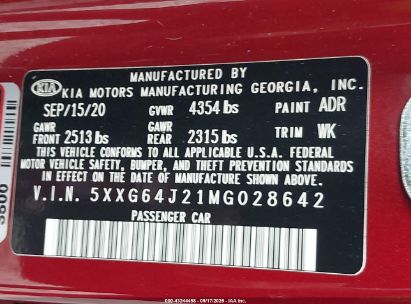 MANUFACTURED BY
KIA
KIA MOTORS MANUFACTURING GEORGIA, INC.
SEP/15/20 GVWR 4354 lbs PAINT ADR
GAWR FRONT 2513 lbs GAWR REAR 2315 lbs TRIM WK
THIS VEHICLE CONFORMS TO ALL APPLICABLE U.S.A. FEDERAL
MOTOR VEHICLE SAFETY, BUMPER, AND THEFT PREVENTION STANDARDS
IN EFFECT ON THE DATE OF MANUFACTURE SHOWN ABOVE.
V.I.N. 5XXG64J21MG028642
PASSENGER CAR
3800